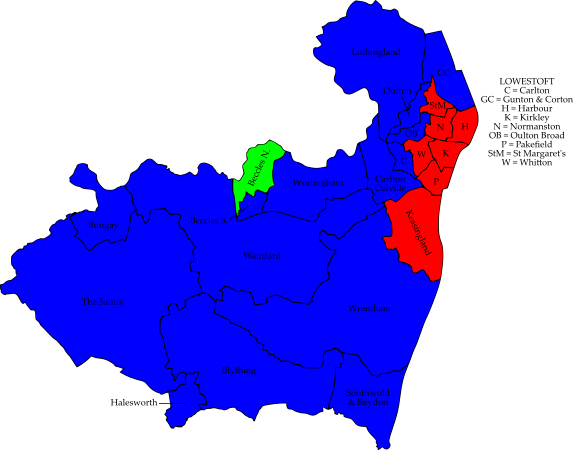 Lothingland
GC
LOWESTOFT
C = Carlton
GC = Gunton & Corton
H = Harbour
K = Kirkley
N = Normanston
OB = Oulton Broad
P = Pakefield
StM = St Margaret's
W = Whitton
Oulton
StM
N
H
OB
W
K
C
P
Beccles N.
Worlingham
Carlton
Colville
Beccles S.
Bungay
Kessingland
Wainford
The Saints
Wrentham
Blything
Halesworth
Southwold
& Reydon